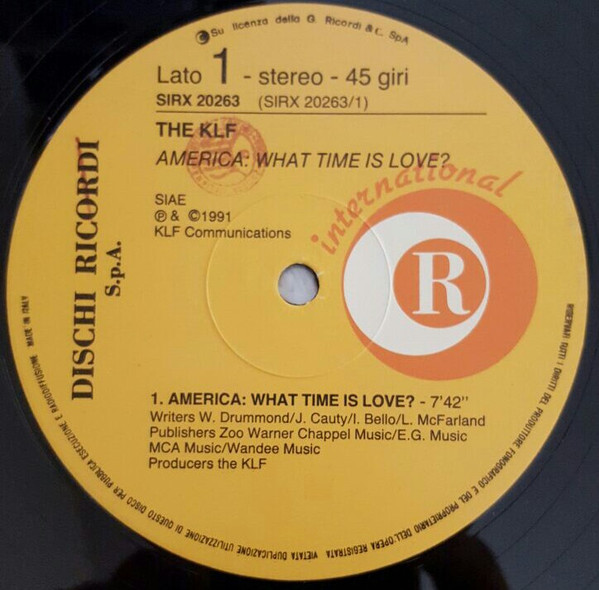 Su licenza della G. Ricordi & C. SpA
Lato 1 - stereo - 45 giri
SIRX 20263 (SIRX 20263/1)
THE KLF
AMERICA: WHAT TIME IS LOVE?
SIAE
℗ & ©1991
KLF Communications
DISCHI RICORDI
S.p.A.
international
R
1. AMERICA: WHAT TIME IS LOVE? - 7'42''
Writers W. Drummond/J. Cauty/I. Bello/L. McFarland
Publishers Zoo Warner Chappel Music/E.G. Music
MCA Music/Wandee Music
Producers the KLF
RISERVATI TUTTI I DIRITTI DEL PRODUTTORE FONOGRAFICO E DEL PROPRIETARIO DELL'OPERA REGISTRATA VIETATA DUPLICAZIONE UTILIZZAZIONE DI QUESTO DISCO PER PUBBLICA ESECUZIONE E RADIODIFFUSIONE MADE IN ITALY